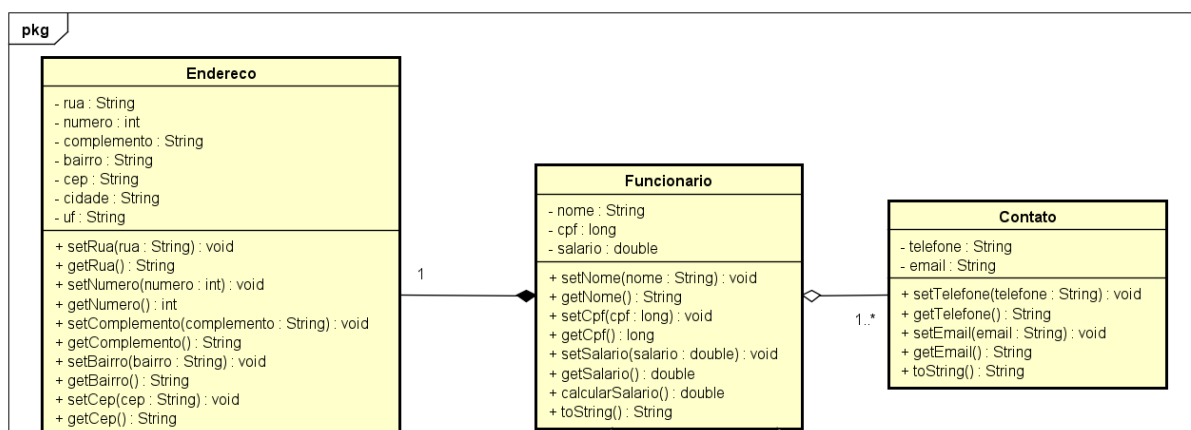 pkg
Endereco
- rua : String
- numero : int
- complemento : String
- bairro : String
- cep : String
- cidade : String
- uf : String
+ setRua(rua : String) : void
+ getRua() : String
+ setNumero(numero : int) : void
+ getNumero() : int
+ setComplemento(complemento : String) : void
+ getComplemento() : String
+ setBairro(bairro : String) : void
+ getBairro() : String
+ setCep(cep : String) : void
+ getCep() : String
1
Funcionario
- nome : String
- cpf : long
- salario : double
+ setNome(nome : String) : void
+ getNome() : String
+ setCpf(cpf : long) : void
+ getCpf() : long
+ setSalario(salario : double) : void
+ getSalario() : double
+ calcularSalario() : double
+ toString() : String
1..*
Contato
- telefone : String
- email : String
+ setTelefone(telefone : String) : void
+ getTelefone() : String
+ setEmail(email : String) : void
+ getEmail() : String
+ toString() : String